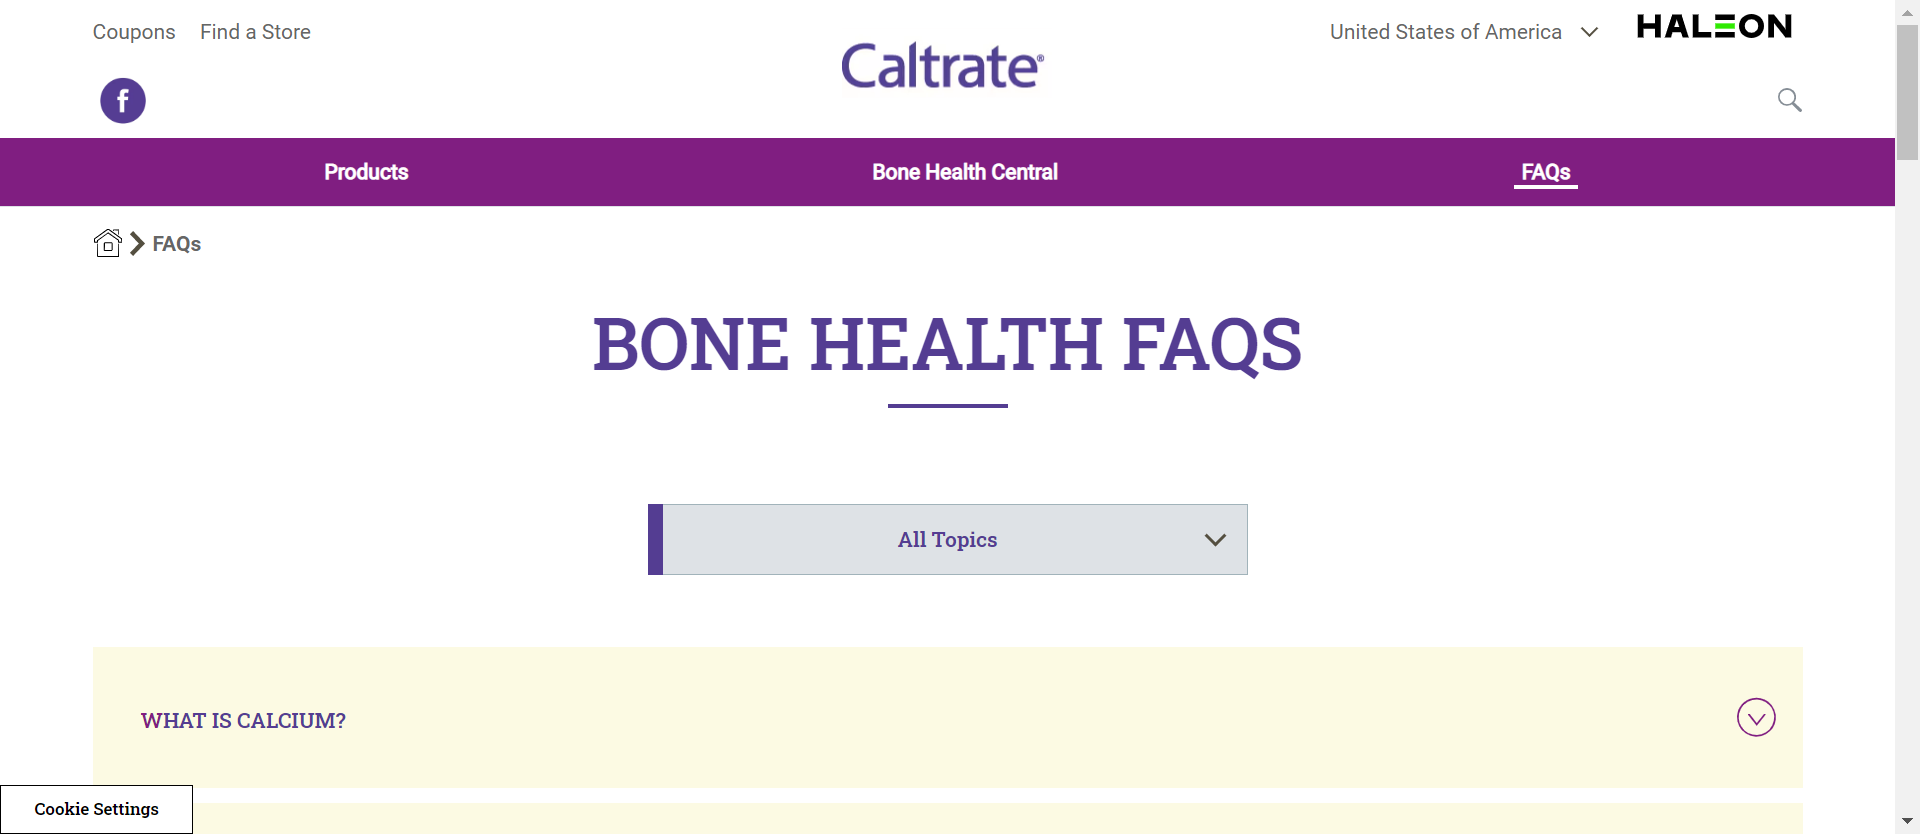 Coupons Find a Store
United States of America
HALEON
Caltrate®
f
Products Bone Health Central FAQs
FAQs
BONE HEALTH FAQS
All Topics
WHAT IS CALCIUM?
Cookie Settings